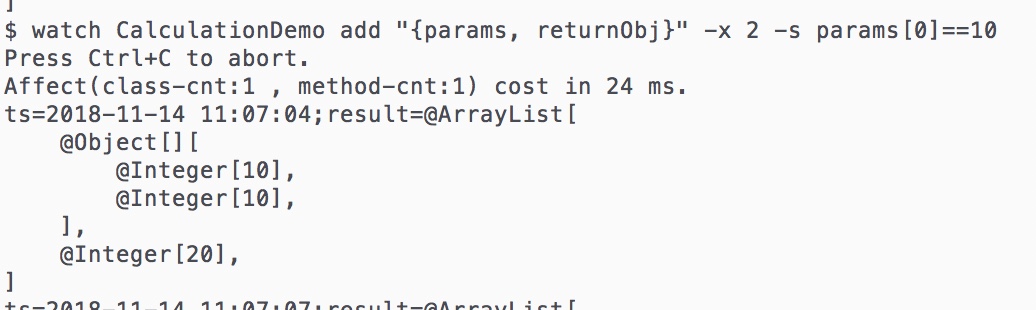 ]
$ watch CalculationDemo add "{params, returnObj}" -x 2 -s params[0]==10
Press Ctrl+C to abort.
Affect(class-cnt:1 , method-cnt:1) cost in 24 ms.
ts=2018-11-14 11:07:04;result=@ArrayList[
    @Object[][
        @Integer[10],
        @Integer[10],
    ],
    @Integer[20],
]
ts=2018-11-14 11:07:07;result=@ArrayList[